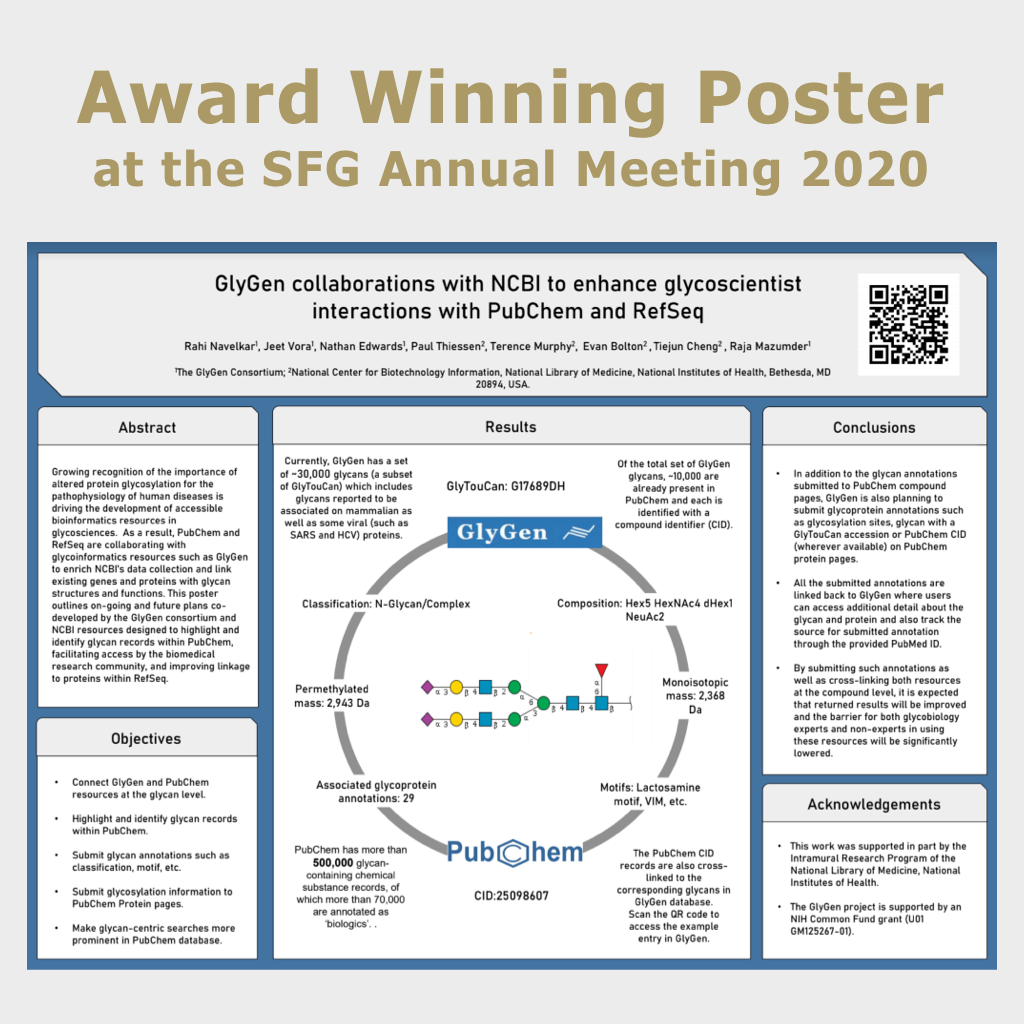 Award Winning Poster
at the SFG Annual Meeting 2020
GlyGen collaborations with NCBI to enhance glycoscientist
interactions with PubChem and RefSeq
Rahi Navelkar¹, Jeet Vora¹, Nathan Edwards¹, Paul Thiessen², Terence Murphy², Evan Bolton², Tiejun Cheng², Raja Mazumder¹
¹The GlyGen Consortium; ²National Center for Biotechnology Information, National Library of Medicine, National Institutes of Health, Bethesda, MD
20894, USA.
Abstract
Growing recognition of the importance of
altered protein glycosylation for the
pathophysiology of human diseases is
driving the development of accessible
bioinformatics resources in
glycosciences. As a result, PubChem and
RefSeq are collaborating with
glycoinformatics resources such as GlyGen
to enrich NCBI's data collection and link
existing genes and proteins with glycan
structures and functions. This poster
outlines on-going and future plans co-
developed by the GlyGen consortium and
NCBI resources designed to highlight and
identify glycan records within PubChem,
facilitating access by the biomedical
research community, and improving linkage
to proteins within RefSeq.
Objectives
• Connect GlyGen and PubChem
resources at the glycan level.
• Highlight and identify glycan records
within PubChem.
• Submit glycan annotations such as
classification, motif, etc.
• Submit glycosylation information to
PubChem Protein pages.
• Make glycan-centric searches more
prominent in PubChem database.
Results
Currently, GlyGen has a set
of ~30,000 glycans (a subset
of GlyTouCan) which includes
glycans reported to be
associated on mammalian as
well as some viral (such as
SARS and HCV) proteins.
GlyTouCan: G17689DH
GlyGen
Of the total set of GlyGen
glycans, ~10,000 are
already present in
PubChem and each is
identified with a
compound identifier (CID).
Classification: N-Glycan/Complex
Composition: Hex5 HexNAc4 dHex1
NeuAc2
Permethylated
mass: 2,943 Da
α 3 β 4 β 2 α 6
α 3 β 4 β 2 α 3
β 4 β 4 β
α 6
Monoisotopic
mass: 2,368
Da
Associated glycoprotein
annotations: 29
Motifs: Lactosamine
motif, VIM, etc.
PubChem has more than
500,000 glycan-
containing chemical
substance records, of
which more than 70,000
are annotated as
'biologics'. .
PubChem
CID:25098607
The PubChem CID
records are also cross-
linked to the
corresponding glycans in
GlyGen database.
Scan the QR code to
access the example
entry in GlyGen.
Conclusions
• In addition to the glycan annotations
submitted to PubChem compound
pages, GlyGen is also planning to
submit glycoprotein annotations such
as glycosylation sites, glycan with a
GlyTouCan accession or PubChem CID
(wherever available) on PubChem
protein pages.
• All the submitted annotations are
linked back to GlyGen where users
can access additional detail about the
glycan and protein and also track the
source for submitted annotation
through the provided PubMed ID.
• By submitting such annotations as
well as cross-linking both resources
at the compound level, it is expected
that returned results will be improved
and the barrier for both glycobiology
experts and non-experts in using
these resources will be significantly
lowered.
Acknowledgements
• This work was supported in part by the
Intramural Research Program of the
National Library of Medicine, National
Institutes of Health.
• The GlyGen project is supported by an
NIH Common Fund grant (U01
GM125267-01).